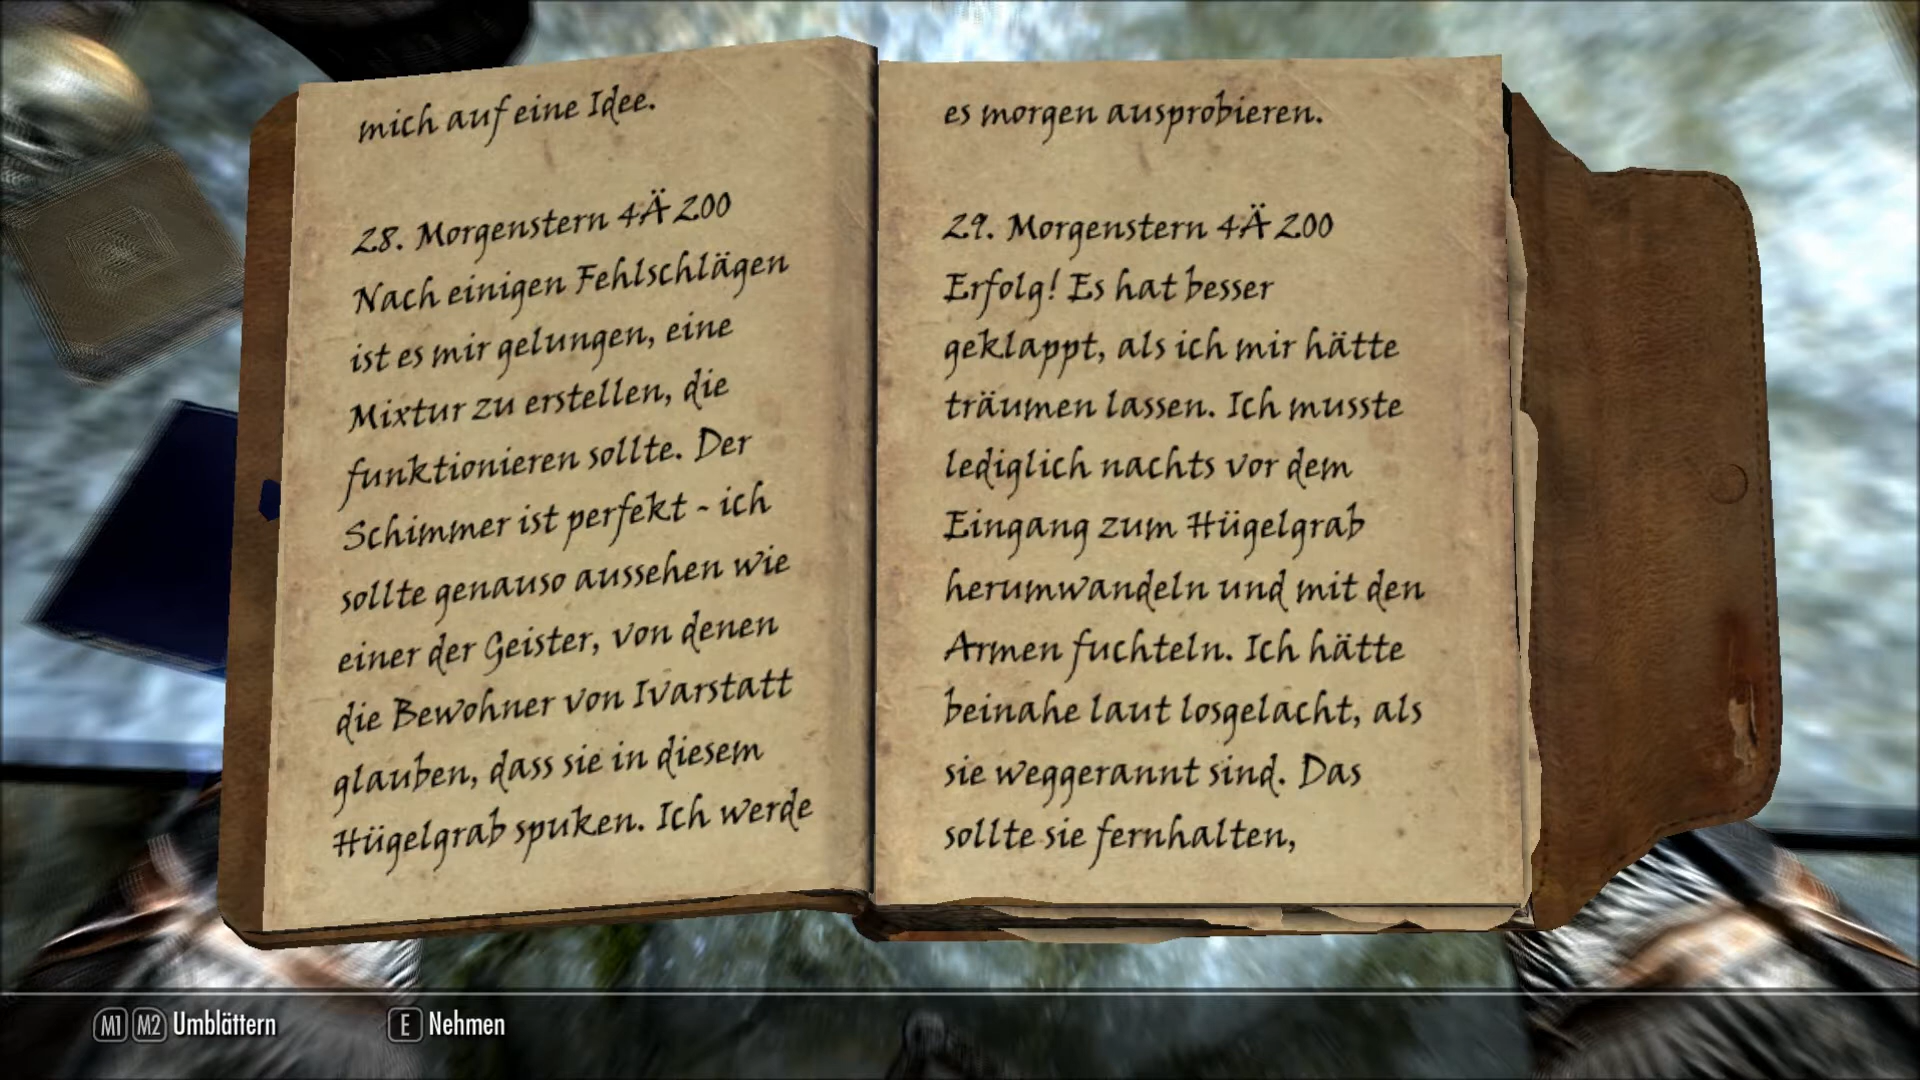 mich auf eine Idee.
28. Morgenstern 4Ä 200
Nach einigen Fehlschlägen
ist es mir gelungen, eine
Mixtur zu erstellen, die
funktionieren sollte. Der
Schimmer ist perfekt - ich
sollte genauso aussehen wie
einer der Geister, von denen
die Bewohner von Ivarstatt
glauben, dass sie in diesem
Hügelgrab spuken. Ich werde
es morgen ausprobieren.
29. Morgenstern 4Ä 200
Erfolg! Es hat besser
geklappt, als ich mir hätte
träumen lassen. Ich musste
lediglich nachts vor dem
Eingang zum Hügelgrab
herumwandeln und mit den
Armen fuchteln. Ich hätte
beinahe laut losgelacht, als
sie weggerannt sind. Das
sollte sie fernhalten,
M1 M2 Umblättern E Nehmen